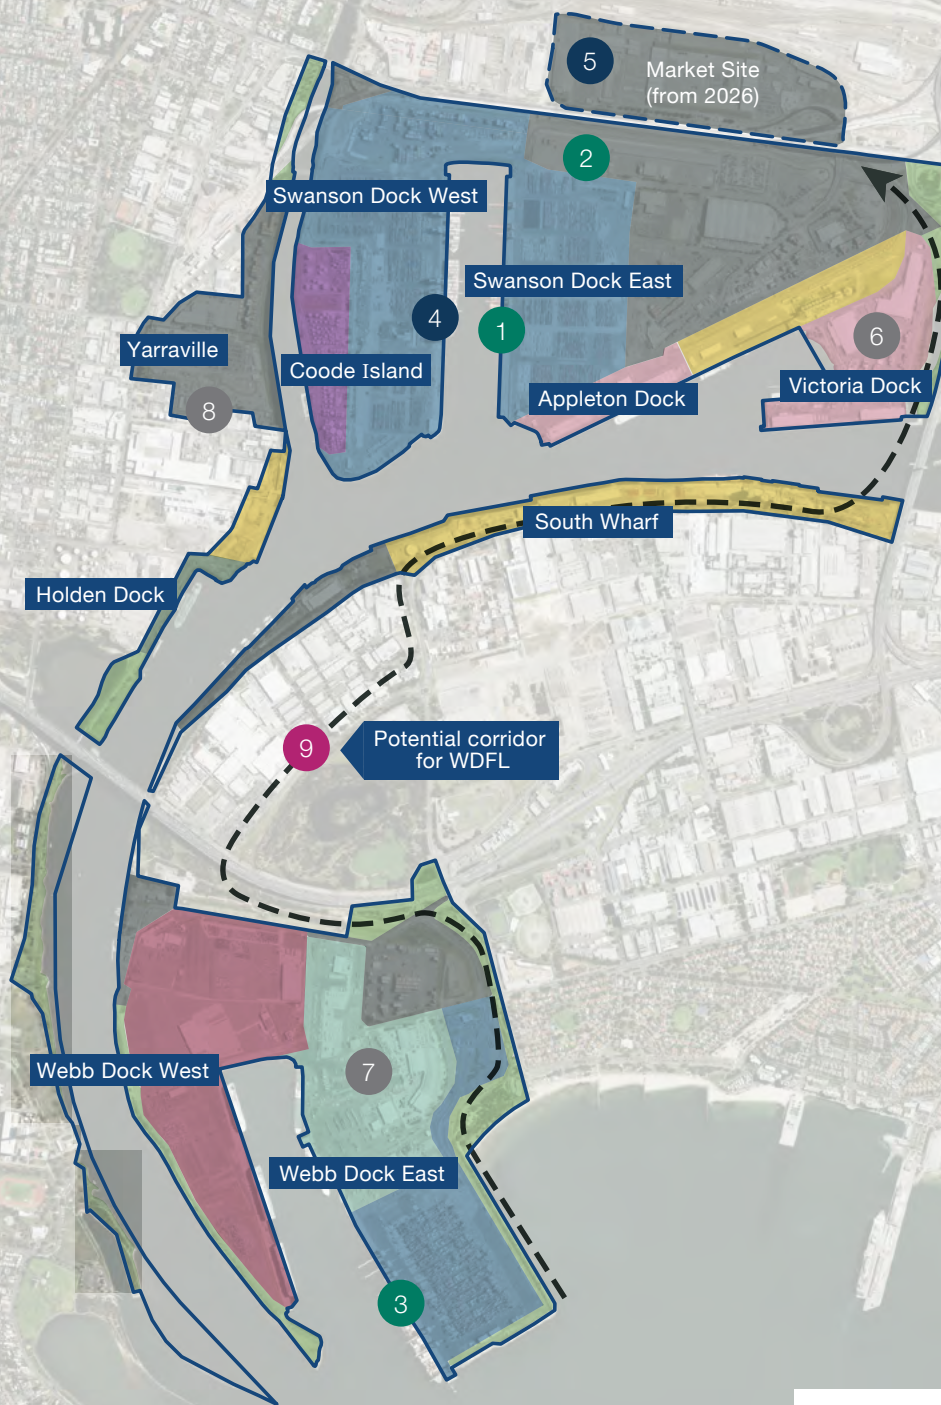 5
Market Site
(from 2026)
2
Swanson Dock West
Swanson Dock East
4
1
6
Yarraville
Coode Island
Victoria Dock
Appleton Dock
8
South Wharf
Holden Dock
9
Potential corridor
for WDFL
Webb Dock West
7
Webb Dock East
3